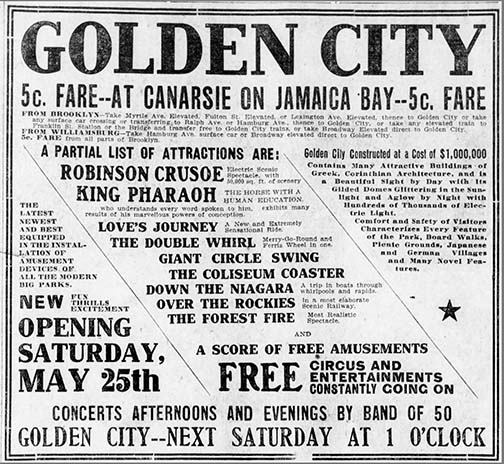 GOLDEN CITY
5c. FARE--AT CANARSIE ON JAMAICA BAY--5c. FARE
FROM BROOKLYN—Take Myrtle Ave. Elevated, Fulton St. Elevated, or Lexington Ave. Elevated, thence to Golden City or take
any surface car crossing or transferring to Ralph Ave. or Hamburg Ave., thence to Golden City, or take any elevated train to
Franklin St. Station or the Bridge and transfer free to Golden City trains, or take Broadway Elevated direct to Golden City.
FROM WILLIAMSBURG—Take Hamburg Ave. surface car or Broadway elevated direct to Golden City.
5c. FARE from all parts of Brooklyn.
A PARTIAL LIST OF ATTRACTIONS ARE:
ROBINSON CRUSOE Electric Scenic
Spectacle, with
50,000 sq. ft. of scenery
KING PHARAOH THE HORSE WITH A
HUMAN EDUCATION,
who understands every word spoken to him, exhibits many
results of his marvellous powers of conception.
LOVE'S JOURNEY A New and Extremely
Sensational Ride.
THE DOUBLE WHIRL Merry-Go-Round and
Ferris Wheel in one.
GIANT CIRCLE SWING
THE COLISEUM COASTER
DOWN THE NIAGARA A trip in boats through
whirlpools and rapids.
OVER THE ROCKIES In a most elaborate
Scenic Railway.
THE FOREST FIRE Most Realistic
Spectacle.
AND
A SCORE OF FREE AMUSEMENTS
FREE CIRCUS AND
ENTERTAINMENTS
CONSTANTLY GOING ON
THE
LATEST
NEWEST
AND BEST
EQUIPPED
IN THE INSTAL-
LATION OF
AMUSEMENT
DEVICES, OF
ALL THE MODERN
BIG PARKS.
NEW FUN
THRILLS
EXCITEMENT
OPENING
SATURDAY,
MAY 25th
Golden City Constructed at a Cost of $1,000,000
Contains Many Attractive Buildings of
Greek, Corinthian Architecture, and is
a Beautiful Sight by Day with its
Gilded Domes Glittering in the Sun-
light and Aglow by Night with
Hundreds of Thousands of Elec-
tric Light.
Comfort and Safety of Visitors
Characterizes Every Feature
of the Park, Board Walks,
Picnic Grounds, Japanese
and German Villages
and Many Novel Fea-
tures.
CONCERTS AFTERNOONS AND EVENINGS BY BAND OF 50
GOLDEN CITY--NEXT SATURDAY AT 1 O'CLOCK